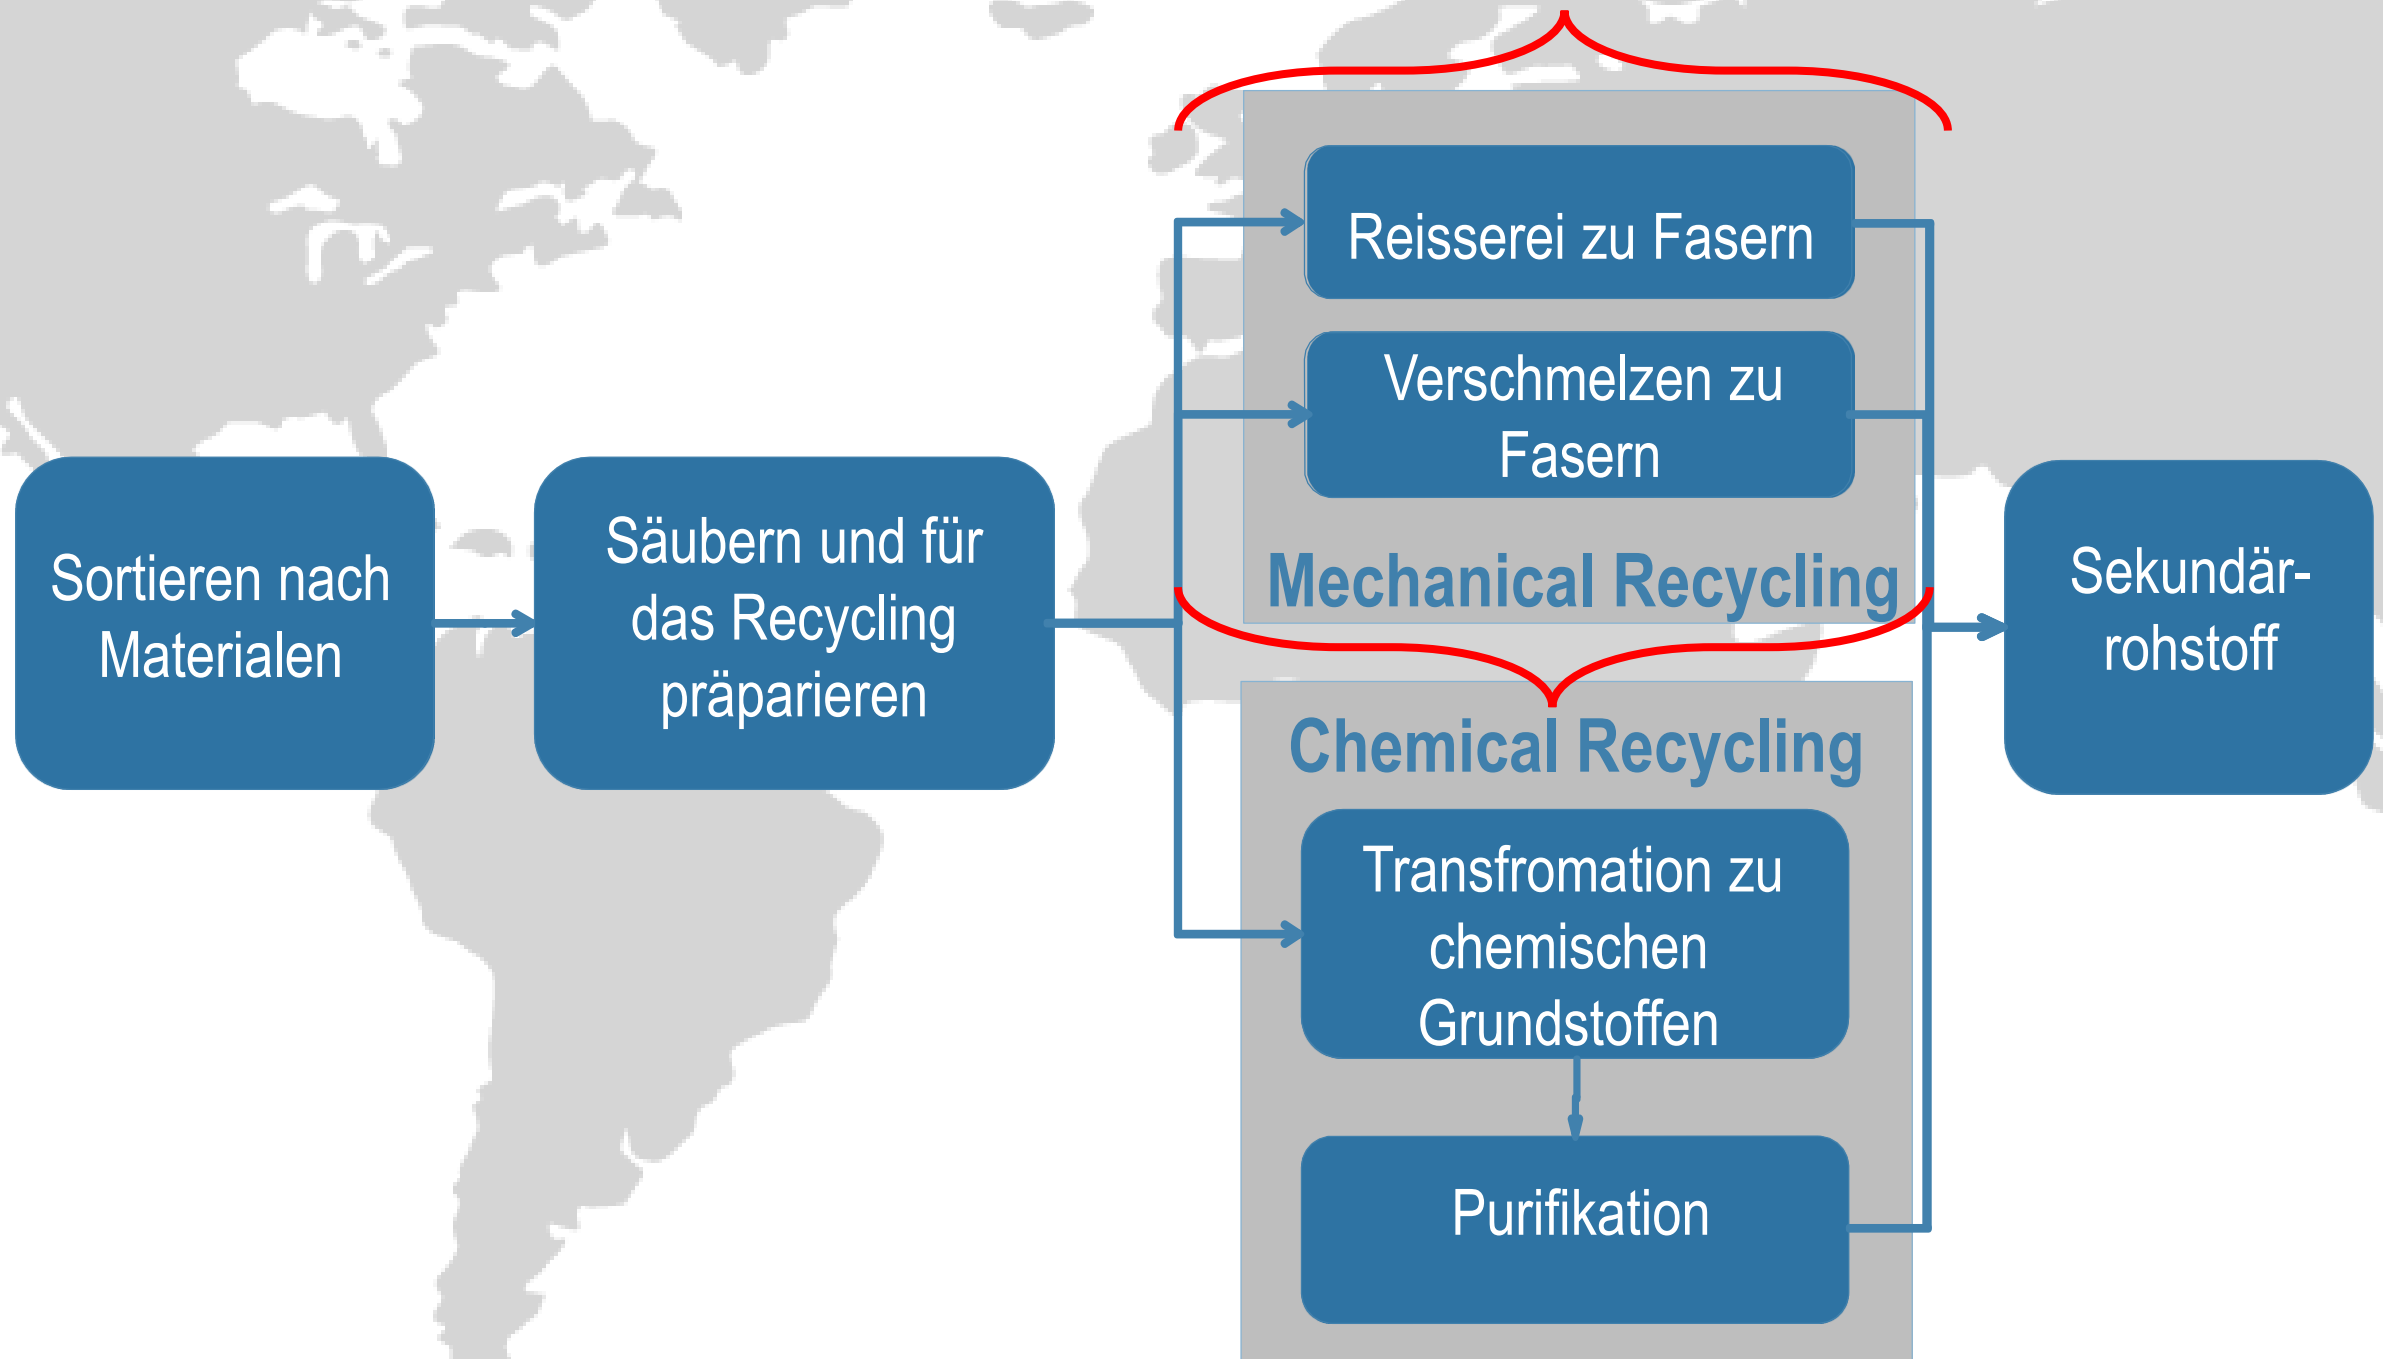 Sortieren nach
Materialen
Säubern und für
das Recycling
präparieren
Reisserei zu Fasern
Verschmelzen zu
Fasern
Mechanical Recycling
Chemical Recycling
Transfromation zu
chemischen
Grundstoffen
Purifikation
Sekundär-
rohstoff